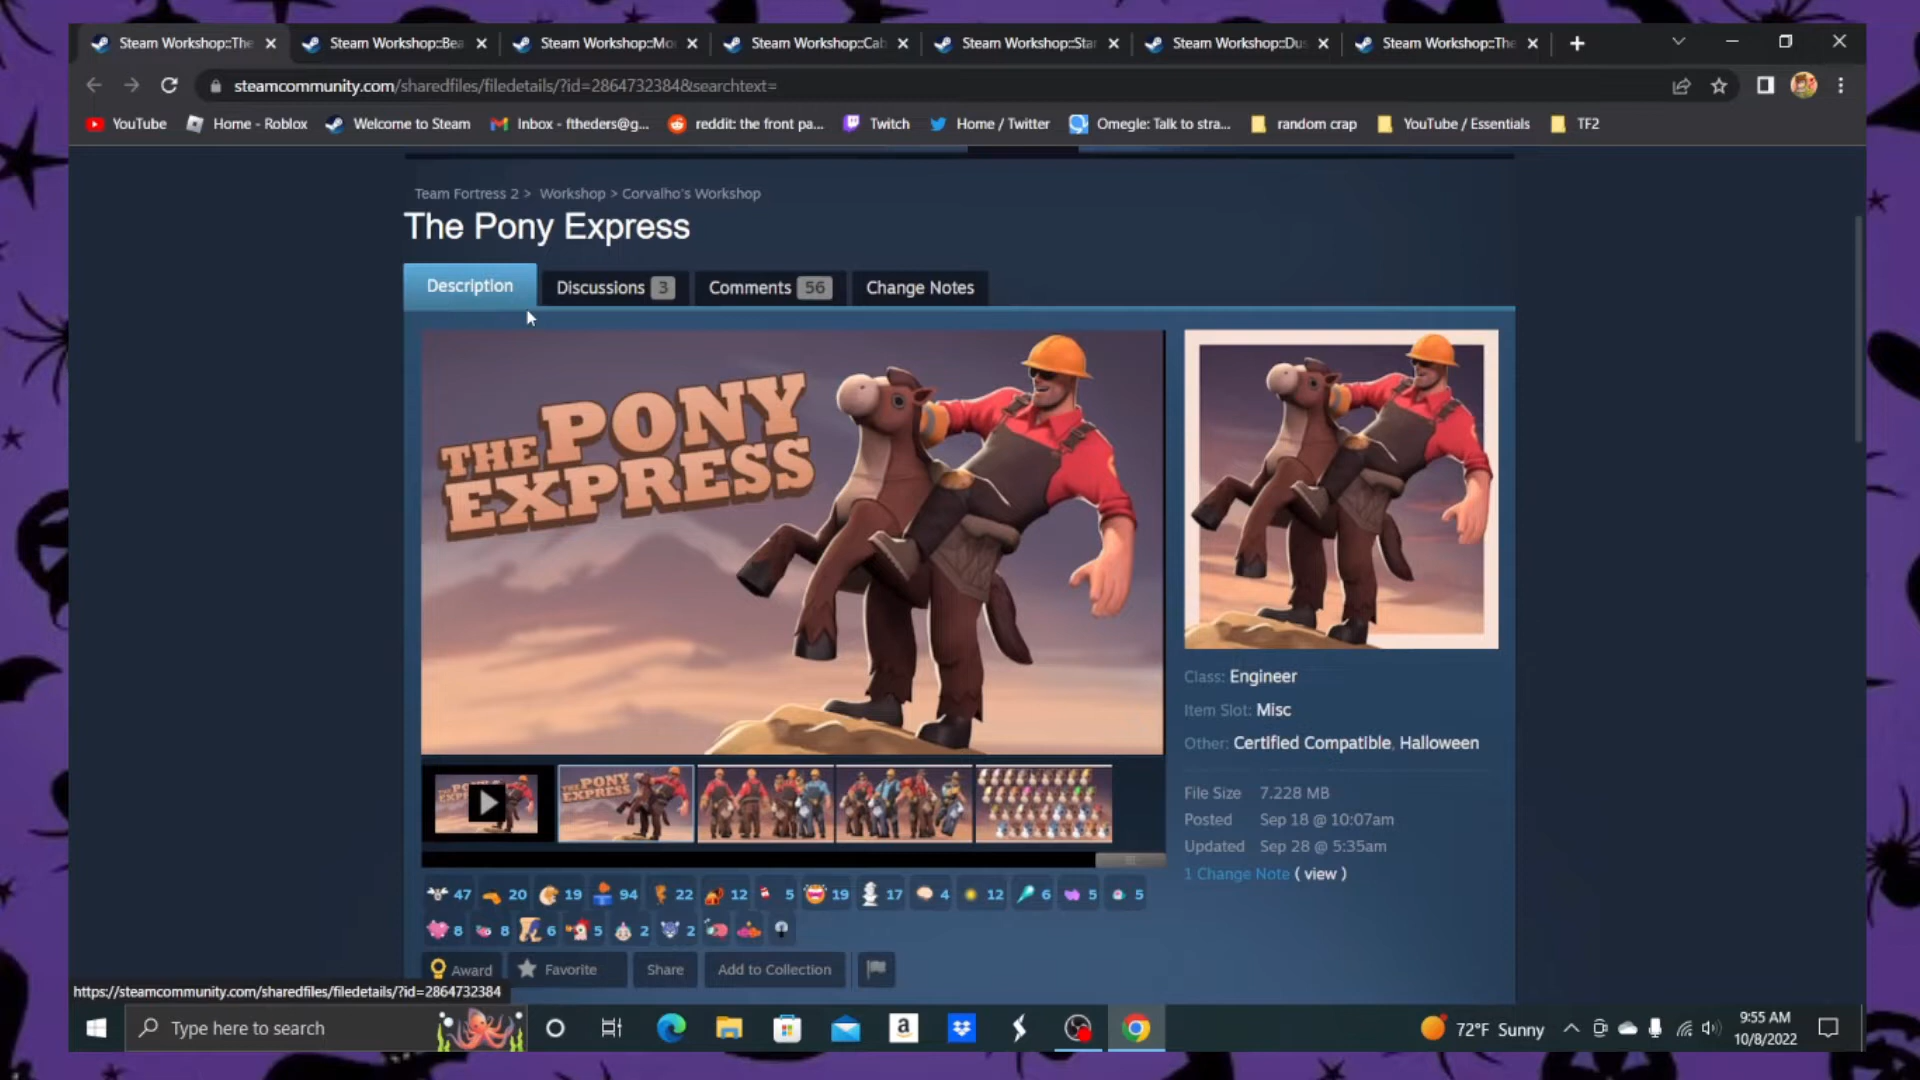 Steam Workshop::The
Steam Workshop::Bea
Steam Workshop::Mo
Steam Workshop::Cab
Steam Workshop::Star
Steam Workshop::Dus
Steam Workshop::The
steamcommunity.com/sharedfiles/filedetails/?id=2864732384&searchtext=
YouTube
Home - Roblox
Welcome to Steam
Inbox - ftheders@g...
reddit: the front pa...
Twitch
Home / Twitter
Omegle: Talk to stra...
random crap
YouTube / Essentials
TF2
Team Fortress 2 > Workshop > Corvalho's Workshop
The Pony Express
Description
Discussions 3
Comments 56
Change Notes
THE PONY
EXPRESS
Class: Engineer
Item Slot: Misc
Other: Certified Compatible, Halloween
File Size 7.228 MB
Posted Sep 18 @ 10:07am
Updated Sep 28 @ 5:35am
1 Change Note ( view )
47 20 19 94 22 12 5 19 17 4 12 6 5 5
8 8 6 5 2 2
Award
Favorite
Share
Add to Collection
https://steamcommunity.com/sharedfiles/filedetails/?id=2864732384
Type here to search
72°F Sunny
9:55 AM
10/8/2022